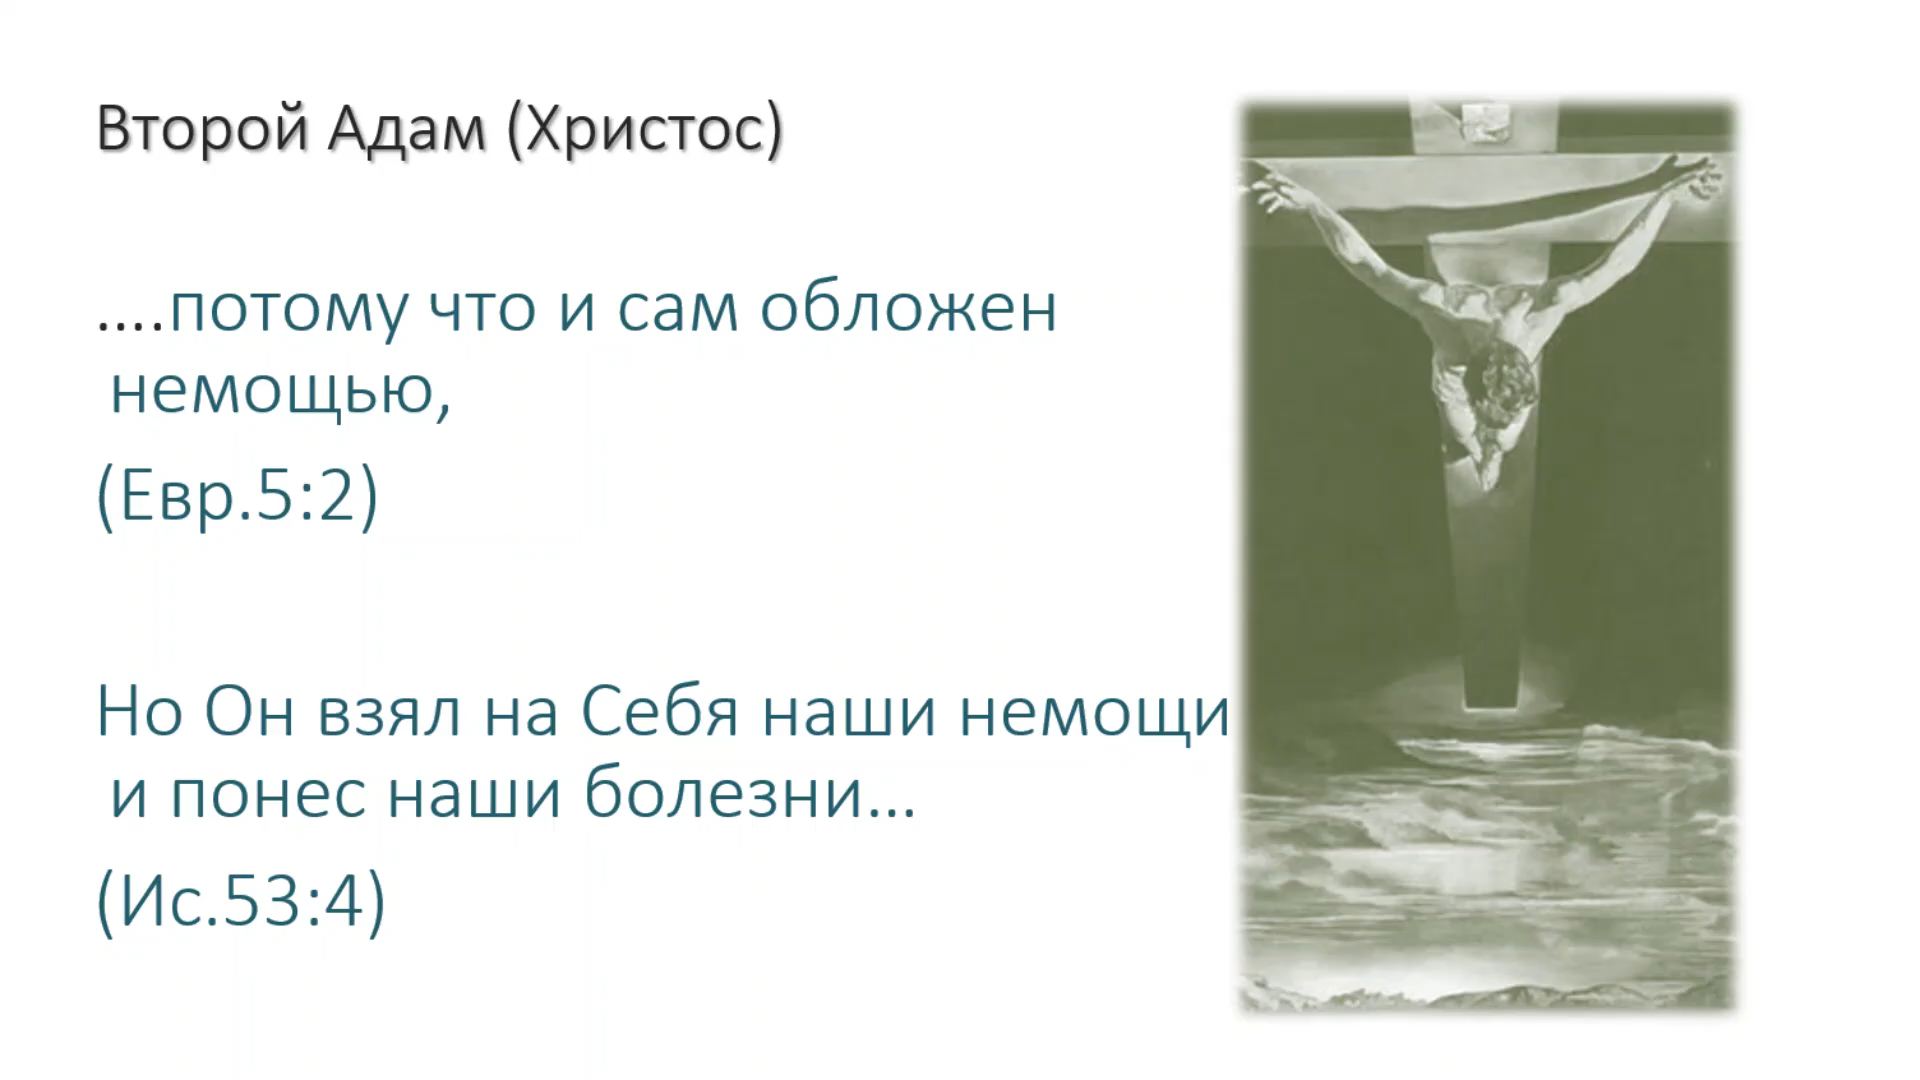 Второй Адам (Христос)
....потому что и сам обложен
немощью,
(Евр.5:2)
Но Он взял на Себя наши немощи
и понес наши болезни...
(Ис.53:4)